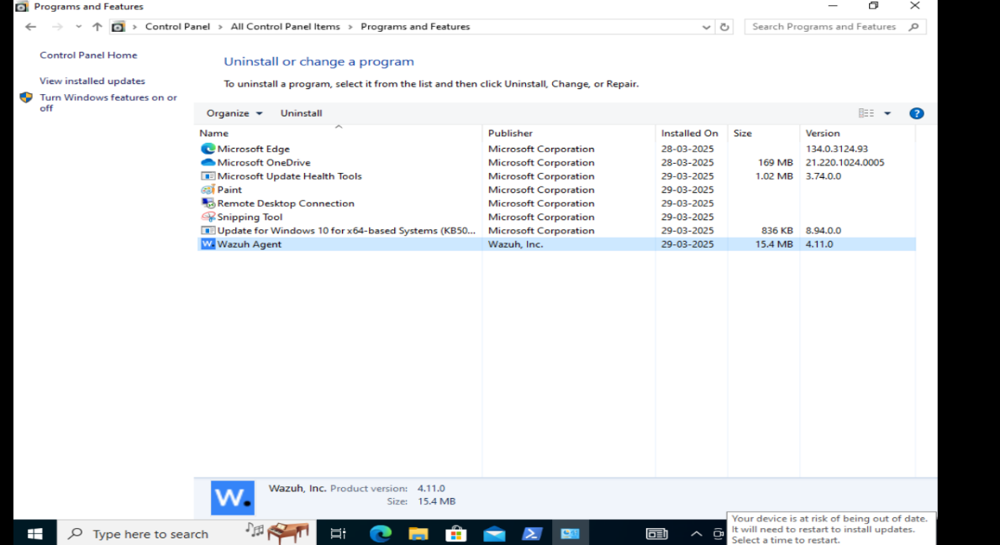 Programs and Features
Control Panel > All Control Panel Items > Programs and Features
Search Programs and Features
Control Panel Home
View installed updates
Turn Windows features on or
off
Uninstall or change a program
To uninstall a program, select it from the list and then click Uninstall, Change, or Repair.
Organize Uninstall
Name Publisher Installed On Size Version
Microsoft Edge Microsoft Corporation 28-03-2025 134.0.3124.93
Microsoft OneDrive Microsoft Corporation 28-03-2025 169 MB 21.220.1024.0005
Microsoft Update Health Tools Microsoft Corporation 29-03-2025 1.02 MB 3.74.0.0
Paint Microsoft Corporation 29-03-2025
Remote Desktop Connection Microsoft Corporation 29-03-2025
Snipping Tool Microsoft Corporation 29-03-2025
Update for Windows 10 for x64-based Systems (KB50... Microsoft Corporation 29-03-2025 836 KB 8.94.0.0
W. Wazuh Agent Wazuh, Inc. 29-03-2025 15.4 MB 4.11.0
W.
Wazuh, Inc. Product version: 4.11.0
Size: 15.4 MB
Type here to search
Your device is at risk of being out of date.
It will need to restart to install updates.
Select a time to restart.